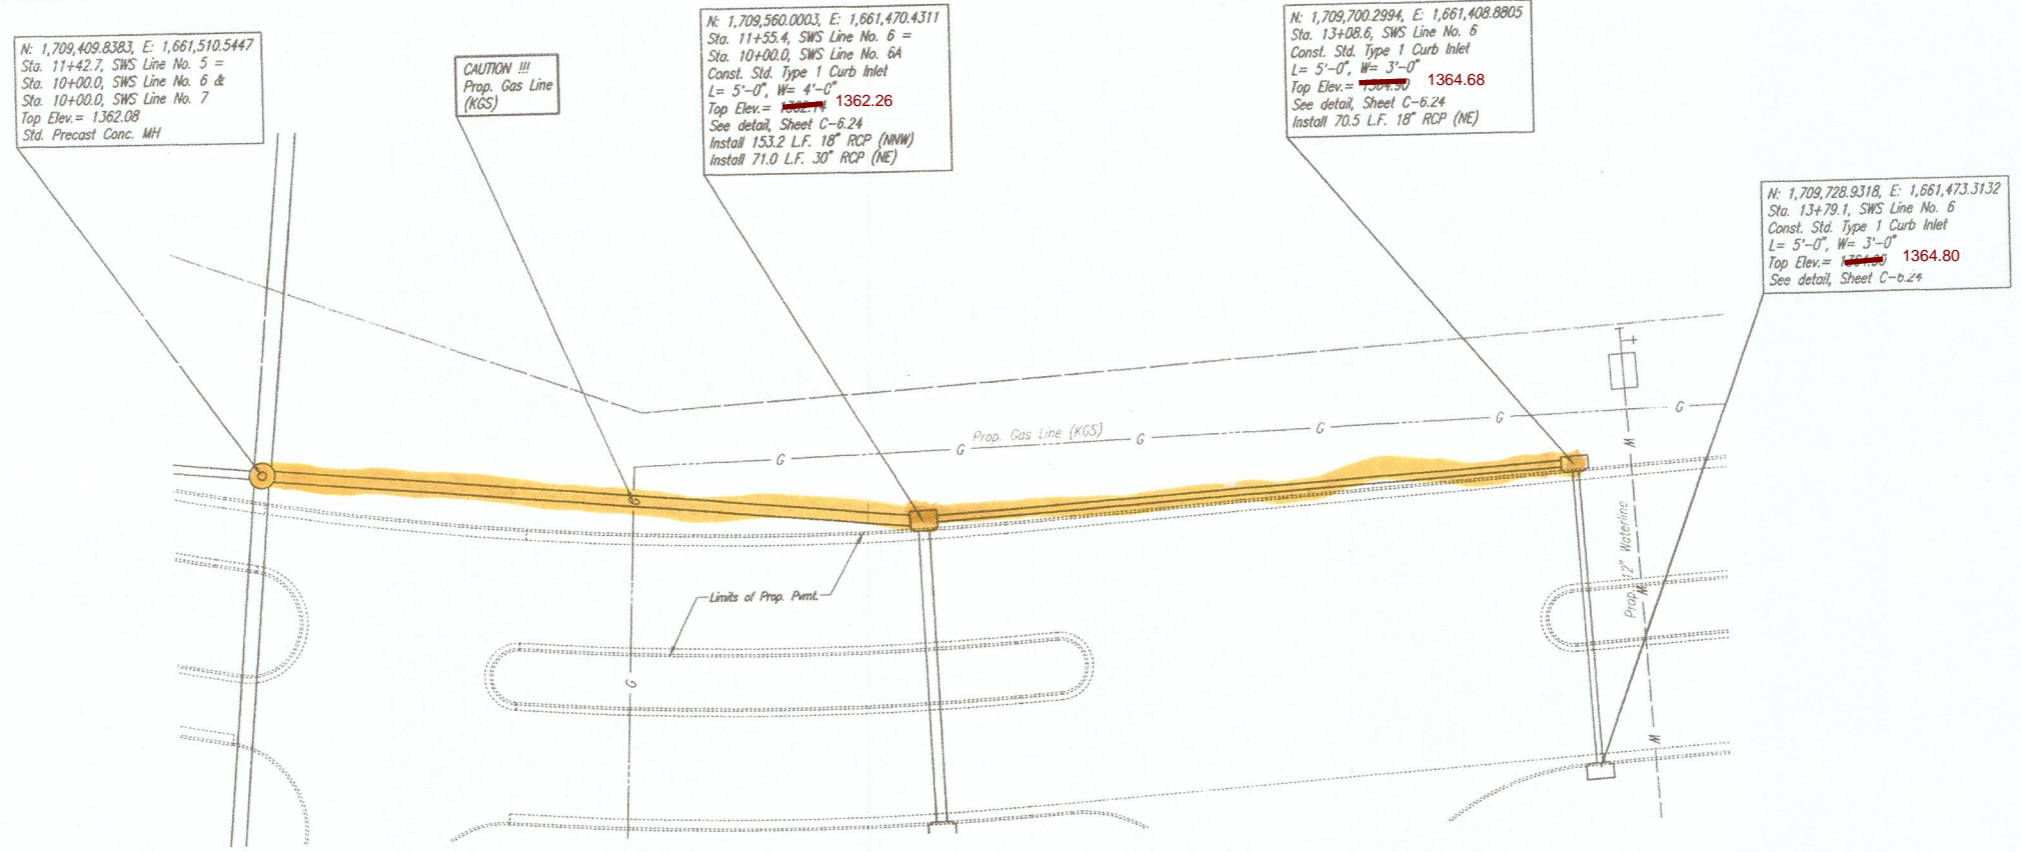 N: 1,709,409.8383, E: 1,661,510.5447
Sta. 11+42.7, SWS Line No. 5 =
Sta. 10+00.0, SWS Line No. 6 &
Sta. 10+00.0, SWS Line No. 7
Top Elev.= 1362.08
Std. Precast Conc. MH
CAUTION !!!
Prop. Gas Line
(KGS)
N: 1,709,560.0003, E: 1,661,470.4311
Sta. 11+55.4, SWS Line No. 6 =
Sta. 10+00.0, SWS Line No. 6A
Const. Std. Type 1 Curb Inlet
L= 5'-0", W= 4'-0"
Top Elev.= 1362.26
See detail, Sheet C-6.24
Install 153.2 L.F. 18" RCP (NNW)
Install 71.0 L.F. 30" RCP (NE)
N: 1,709,700.2994, E: 1,661,408.8805
Sta. 13+08.6, SWS Line No. 6
Const. Std. Type 1 Curb Inlet
L= 5'-0", W= 3'-0"
Top Elev.= 1364.68
See detail, Sheet C-6.24
Install 70.5 L.F. 18" RCP (NE)
N: 1,709,728.9318, E: 1,661,473.3132
Sta. 13+79.1, SWS Line No. 6
Const. Std. Type 1 Curb Inlet
L= 5'-0", W= 3'-0"
Top Elev.= 1364.80
See detail, Sheet C-6.24
G
G
G
G
G
G
Prop. Gas Line (KGS)
G
G
Limits of Prop. Pvmt.
Prop. 12" Waterline
M
M
M